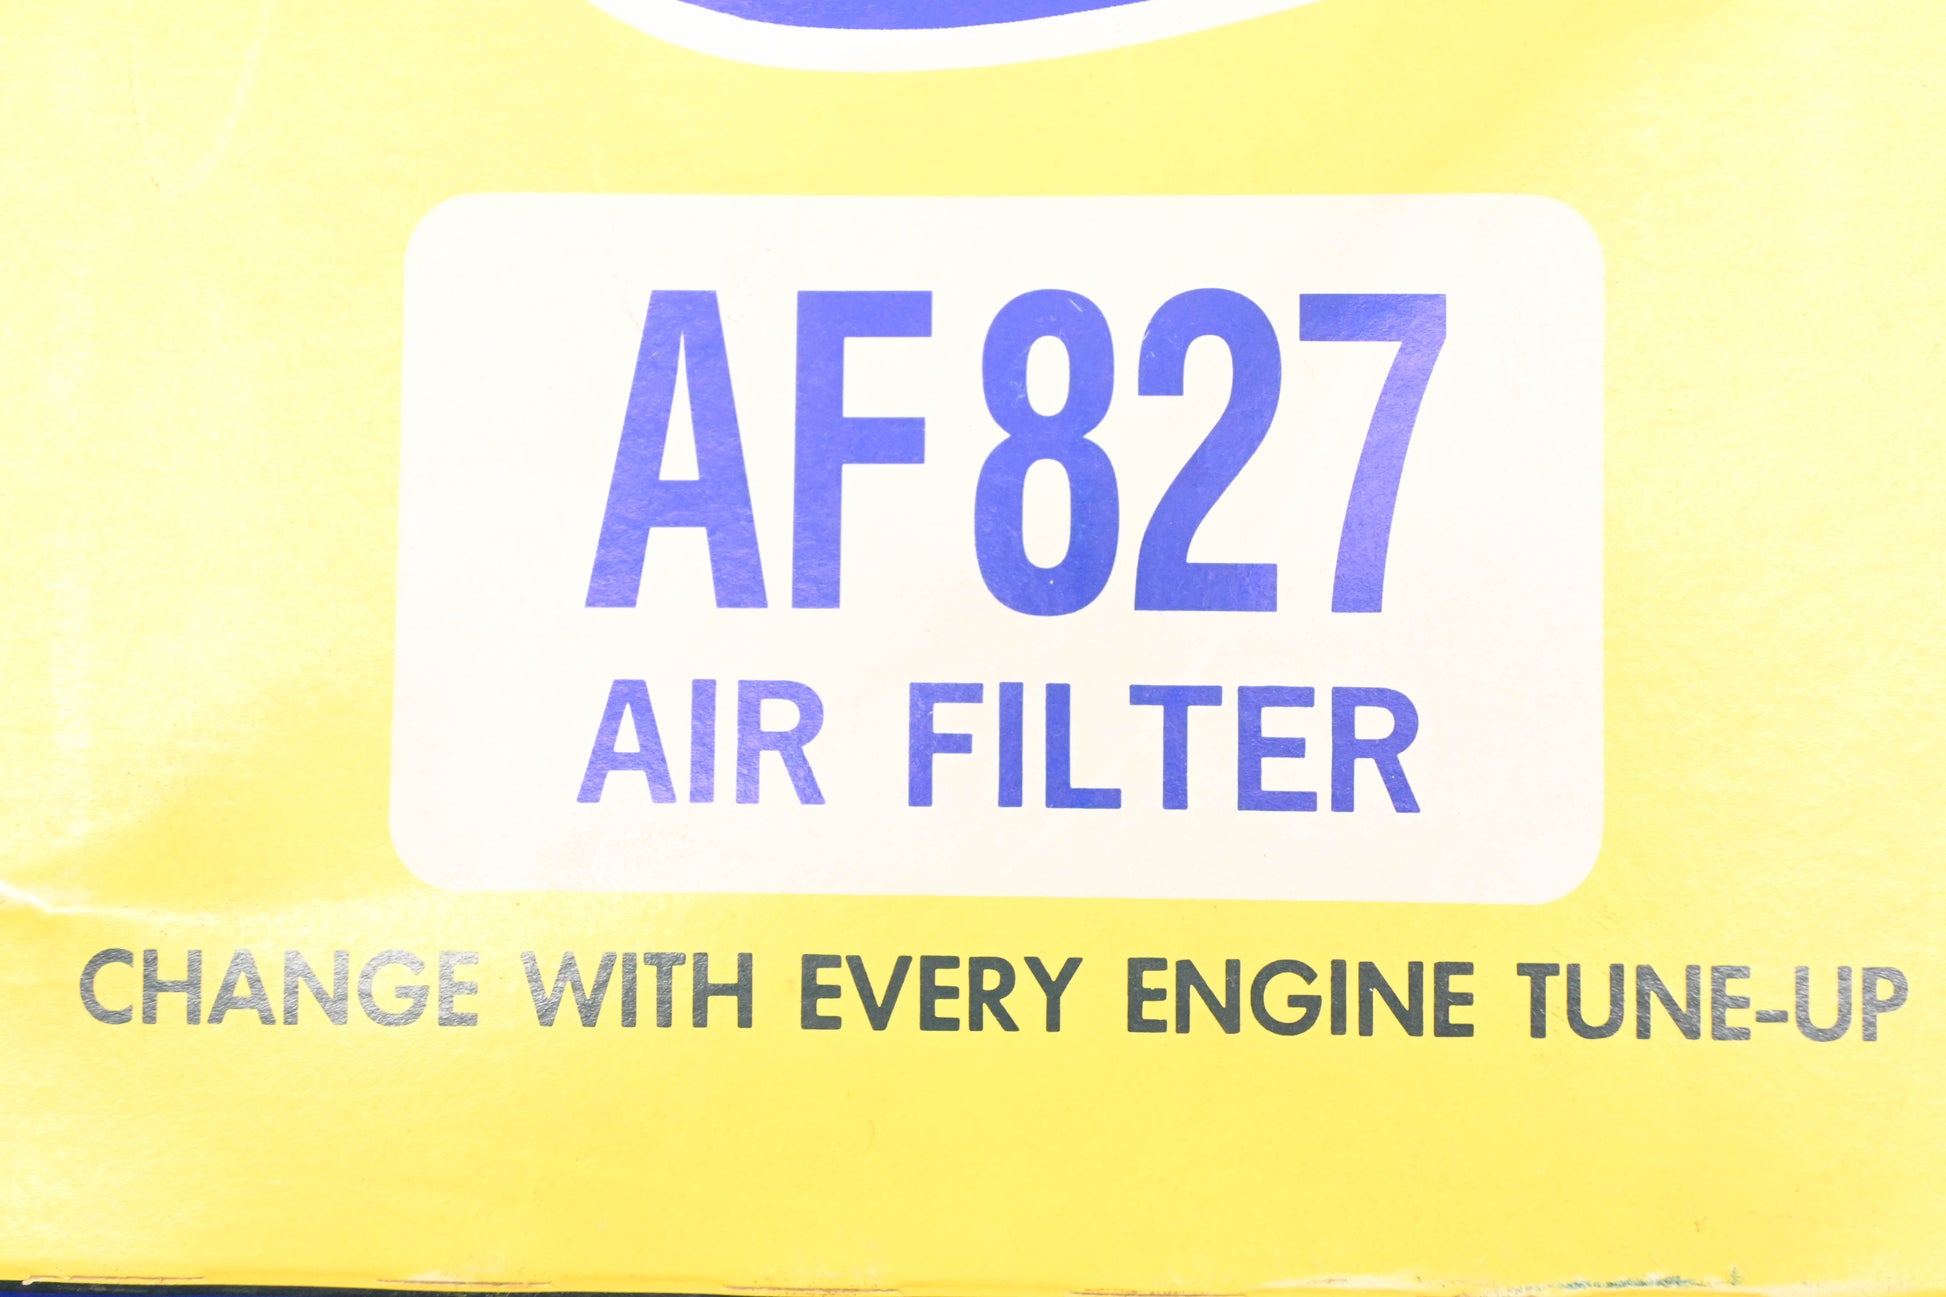 AF827
AIR FILTER
CHANGE WITH EVERY ENGINE TUNE-UP